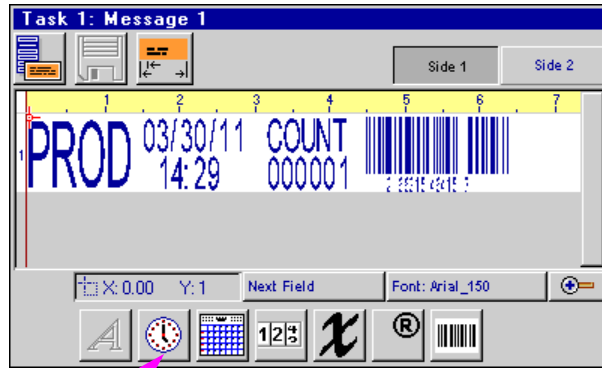 Task 1: Message 1
Side 1
Side 2
1 2 3 4 5 6 7
1
PROD 03/30/11 COUNT
14:29 000001
X: 0.00 Y: 1
Next Field
Font: Arial_150
A
123
x
®